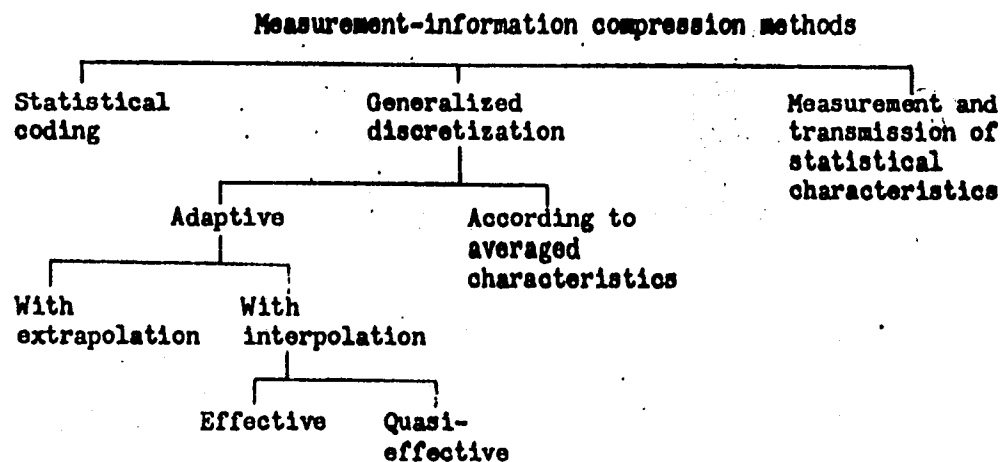 Measurement-information compression methods
Statistical coding
Generalized discretization
Measurement and transmission of statistical characteristics
Adaptive
According to averaged characteristics
With extrapolation
With interpolation
Effective
Quasi-effective